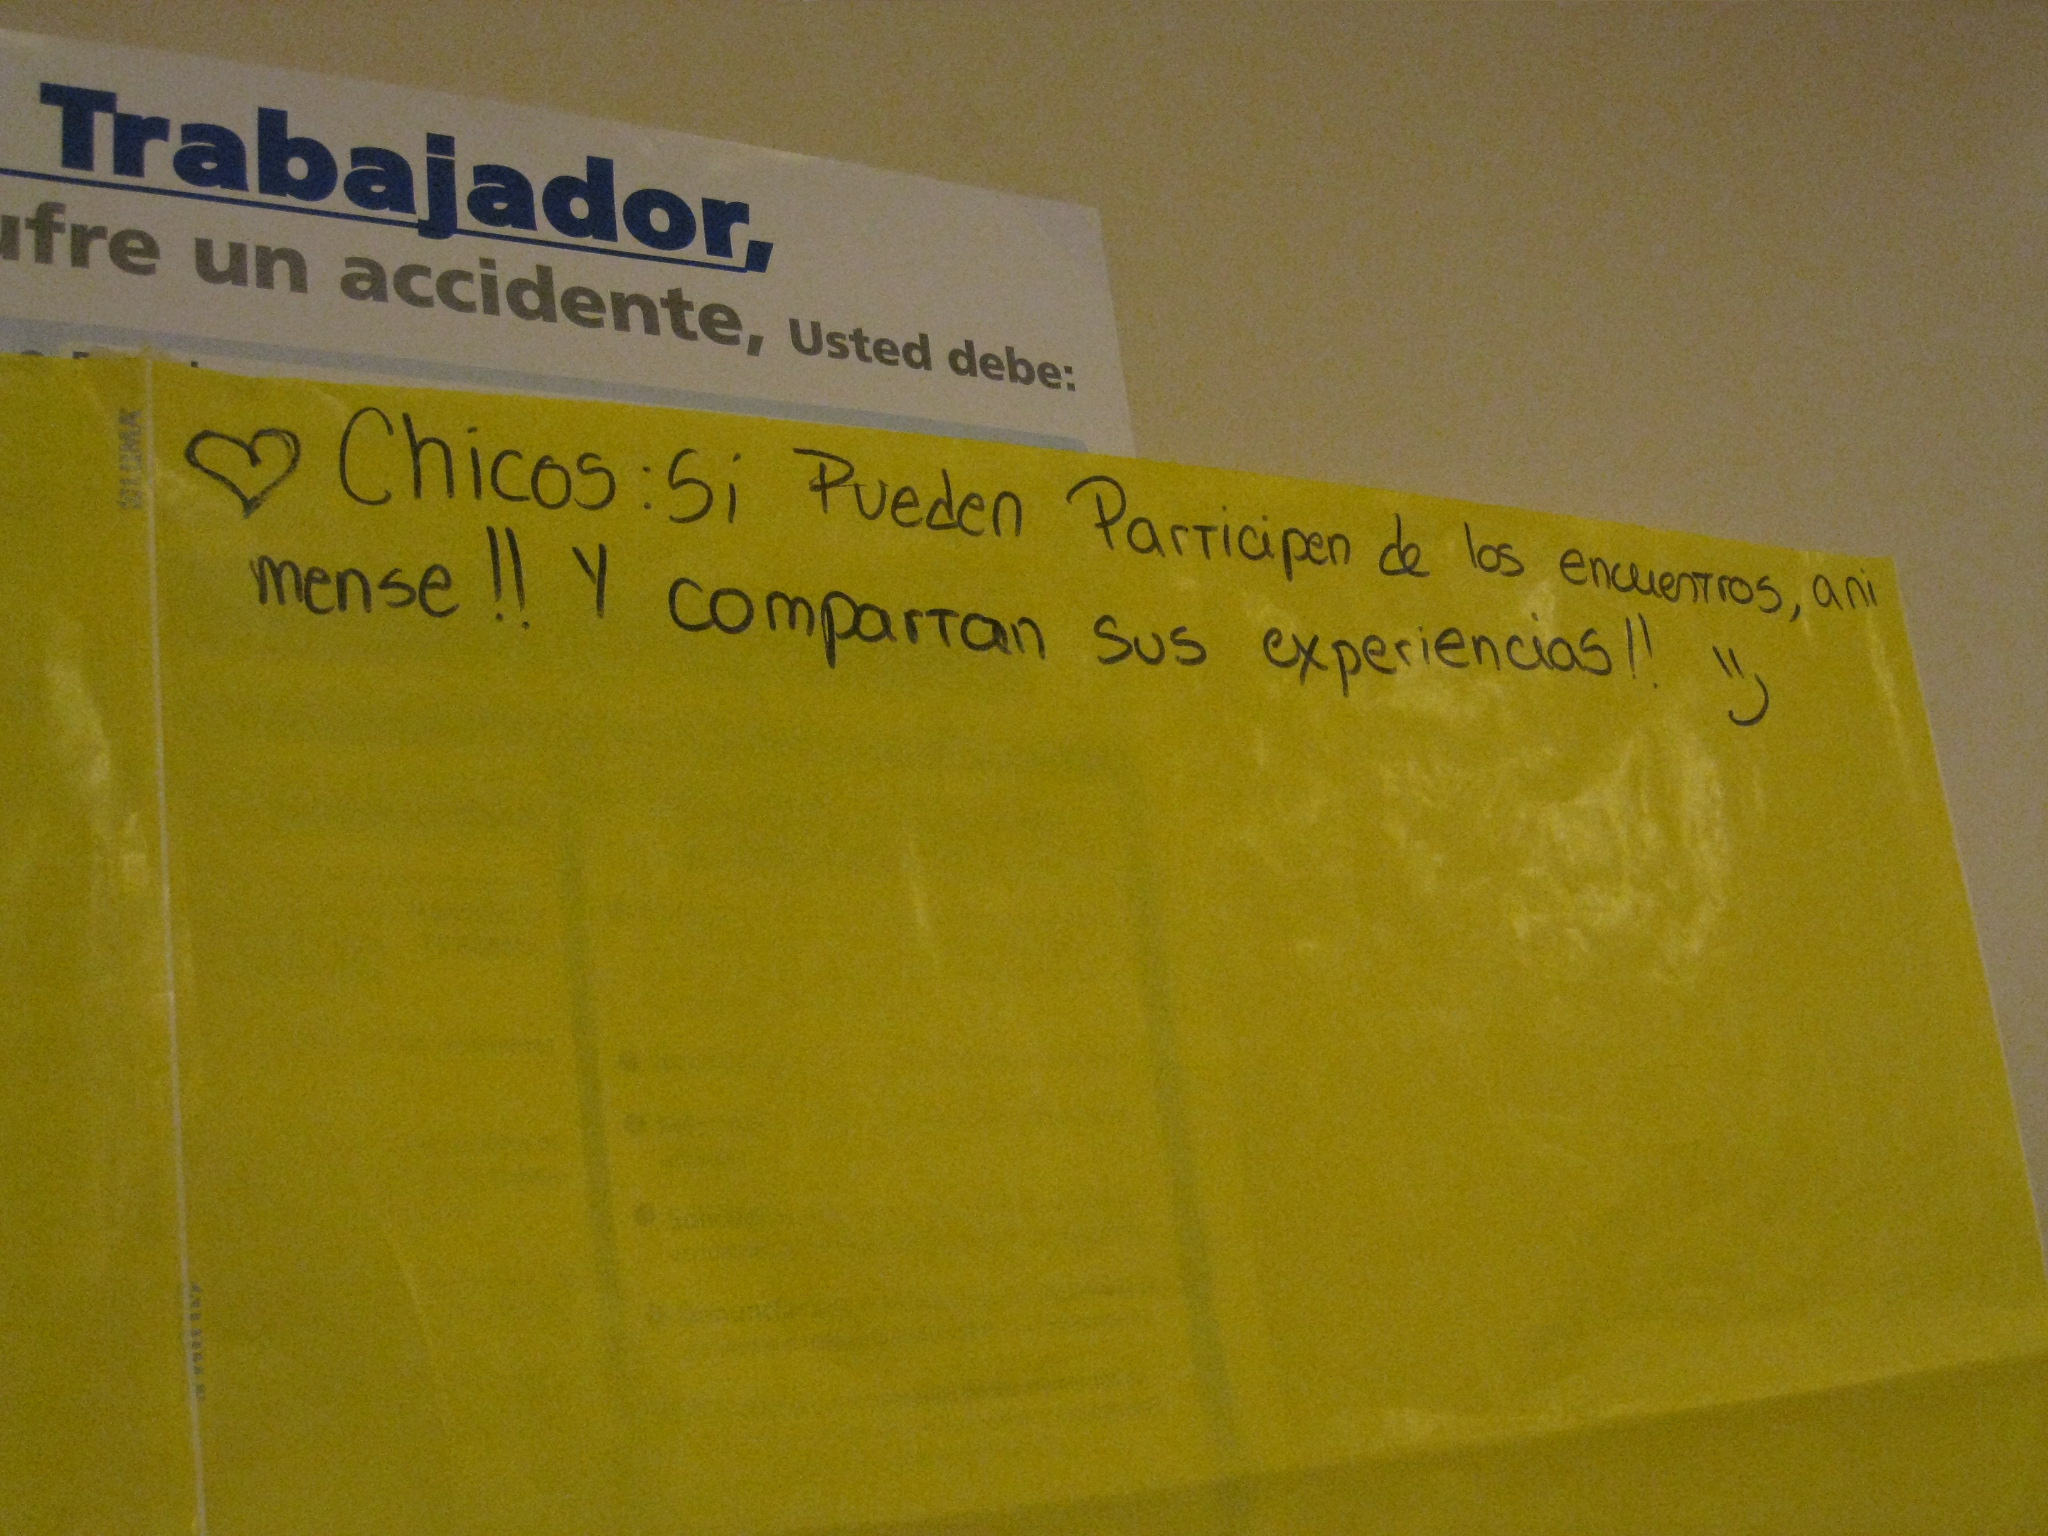 Trabajador,
ufre un accidente, Usted debe:
Chicos: Si Pueden Participen de los encuentros, ani
mense!! Y compartan sus experiencias!! ")